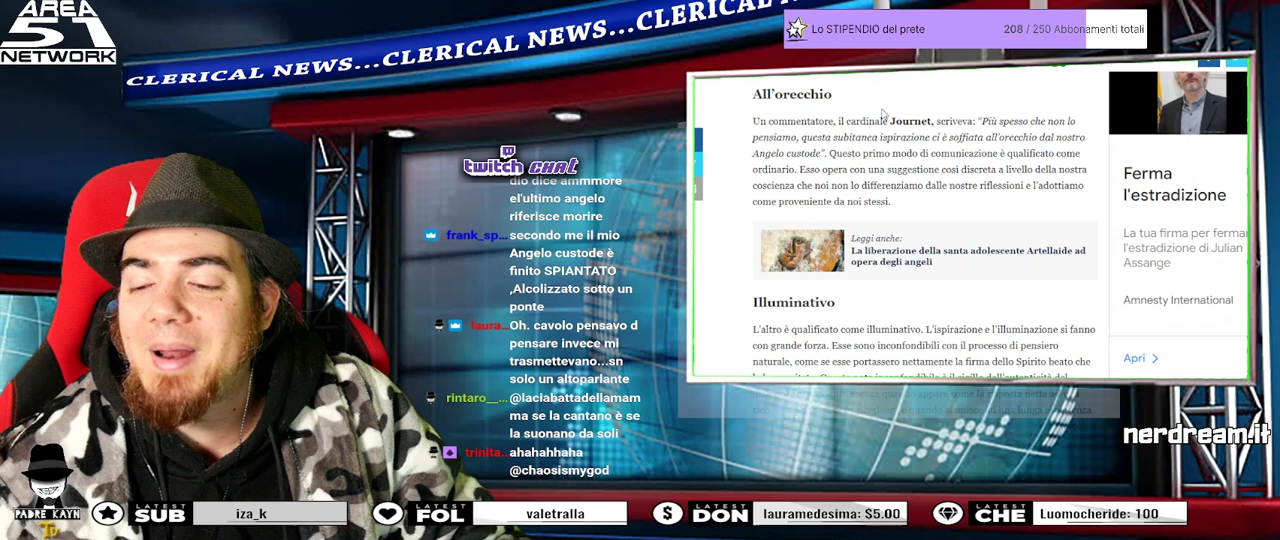 AREA
51
NETWORK
CLERICAL NEWS...CLERICAL NEWS...CLERICAL NEWS...
Lo STIPENDIO del prete
208 / 250 Abbonamenti totali
All'orecchio
Un commentatore, il cardinale Journet, scriveva: "Più spesso che non lo
pensiamo, questa subitanea ispirazione ci è soffiata all'orecchio dal nostro
Angelo custode". Questo primo modo di comunicazione è qualificato come
ordinario. Esso opera con una suggestione così discreta a livello della nostra
coscienza che noi non lo differenziamo dalle nostre riflessioni e l'adottiamo
come proveniente da noi stessi.
Leggi anche:
La liberazione della santa adolescente Artellaide ad
opera degli angeli
Illuminativo
L'altro è qualificato come illuminativo. L'ispirazione e l'illuminazione si fanno
con grande forza. Esse sono inconfondibili con il processo di pensiero
naturale, come se esse portassero nettamente la firma dello Spirito beato che
Ferma
l'estradizione
La tua firma per fermar
l'estradizione di Julian
Assange
Amnesty International
Apri
twitch CHAT
dio dice ammmore
el'ultimo angelo
riferisce morire
frank_sp... secondo me il mio
Angelo custode è
finito SPIANTATO
,Alcolizzato sotto un
ponte
laura... Oh. cavolo pensavo d
pensare invece mi
trasmettevano...sn
solo un altoparlante
rintaro__... @laciabattadellamam
ma se la cantano è se
la suonano da soli
trinita... ahahahhaha
@chaosismygod
nerdream.it
PADRE KAYN
Tv
LATEST
SUB
iza_k
LATEST
FOL
valetralla
LATEST
DON
lauramedesima: $5.00
LATEST
CHE
Luomocheride: 100